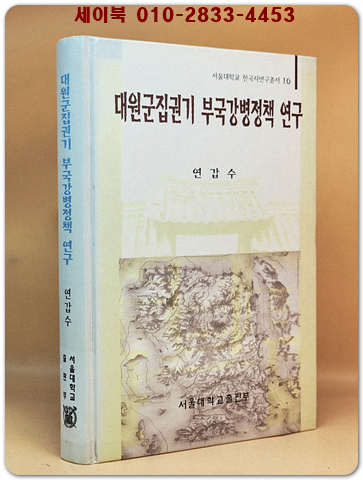 세이북 010-2833-4453
서울대학교 한국사연구총서 10
대원군집권기 부국강병정책 연구
연 갑 수
서울대학교출판부
대원군집권기 부국강병정책 연구
연갑수
서울대학교
출판부